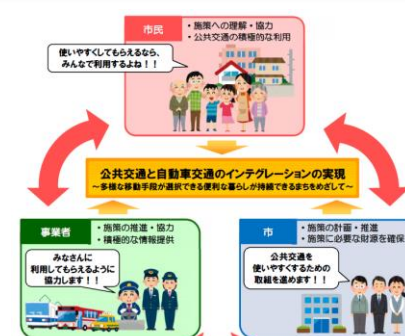 市民
・施策への理解・協力
・公共交通の積極的な利用
使いやすくしてもらえるなら、
みんなで利用するよね！！
公共交通と自動車交通のインテグレーションの実現
～多様な移動手段が選択できる便利な暮らしが持続できるまちをめざして～
事業者
・施策の推進・協力
・積極的な情報提供
みなさんに
利用してもらえるように
協力します！！
市
・施策の計画・推進
・施策に必要な財源を確保
公共交通を
使いやすくするための
取組を進めます！！